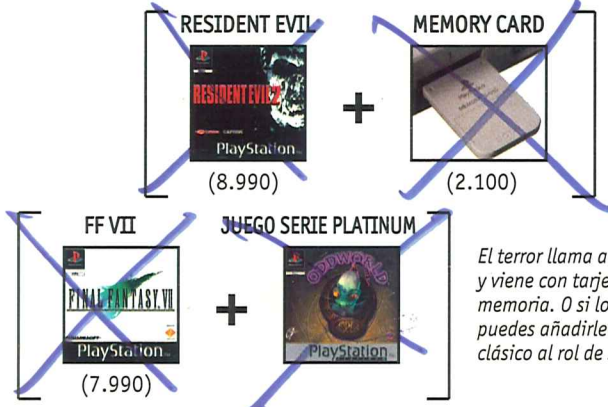 RESIDENT EVIL
MEMORY CARD
RESIDENT EVIL 2
CAPCOM
PlayStation
+
(8.990)
(2.100)
FF VII
JUEGO SERIE PLATINUM
FINAL FANTASY VII
SQUARESOFT
PlayStation
+
ODDWORLD
PlayStation
(7.990)
El terror llama a
y viene con tarje
memoria. O si lo
puedes añadirle
clásico al rol de